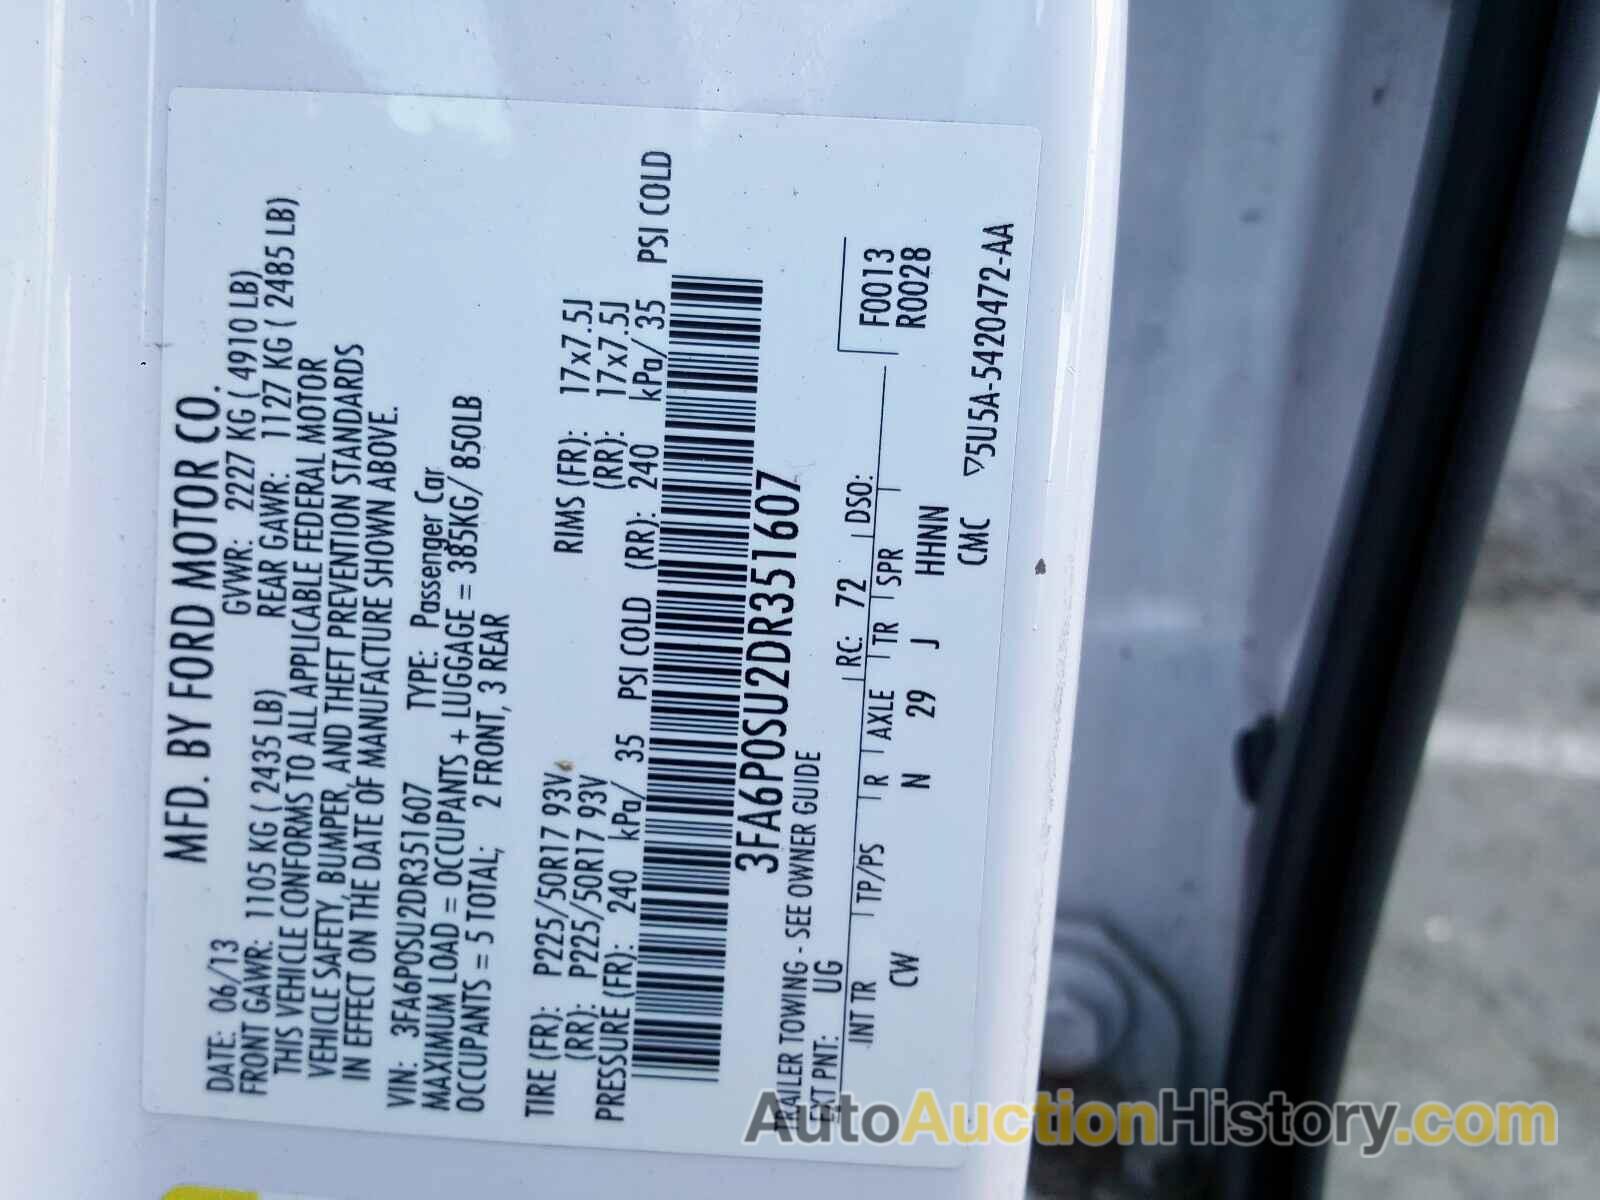 MFD. BY FORD MOTOR CO.
DATE: 06/13 GVWR: 2227 KG ( 4910 LB)
FRONT GAWR: 1105 KG ( 2435 LB) REAR GAWR: 1127 KG ( 2485 LB)
THIS VEHICLE CONFORMS TO ALL APPLICABLE FEDERAL MOTOR
VEHICLE SAFETY, BUMPER, AND THEFT PREVENTION STANDARDS
IN EFFECT ON THE DATE OF MANUFACTURE SHOWN ABOVE.
VIN: 3FA6P0SU2DR351607 TYPE: Passenger Car
MAXIMUM LOAD = OCCUPANTS + LUGGAGE = 385KG/ 850LB
OCCUPANTS = 5 TOTAL; 2 FRONT, 3 REAR
TIRE (FR): P225/50R17 93V RIMS (FR): 17x7.5J
(RR): P225/50R17 93V (RR): 17x7.5J
PRESSURE (FR): 240 kPa/ 35 PSI COLD (RR): 240 kPa/ 35 PSI COLD
3FA6P0SU2DR351607
TRAILER TOWING - SEE OWNER GUIDE
EXT PNT: UG RC: 72 DSO: F0013
INT TR TP/PS R AXLE TR SPR R0028
CW N 29 J HHNN
CMC ▽5U5A-5420472-AA
AutoAuctionHistory.com